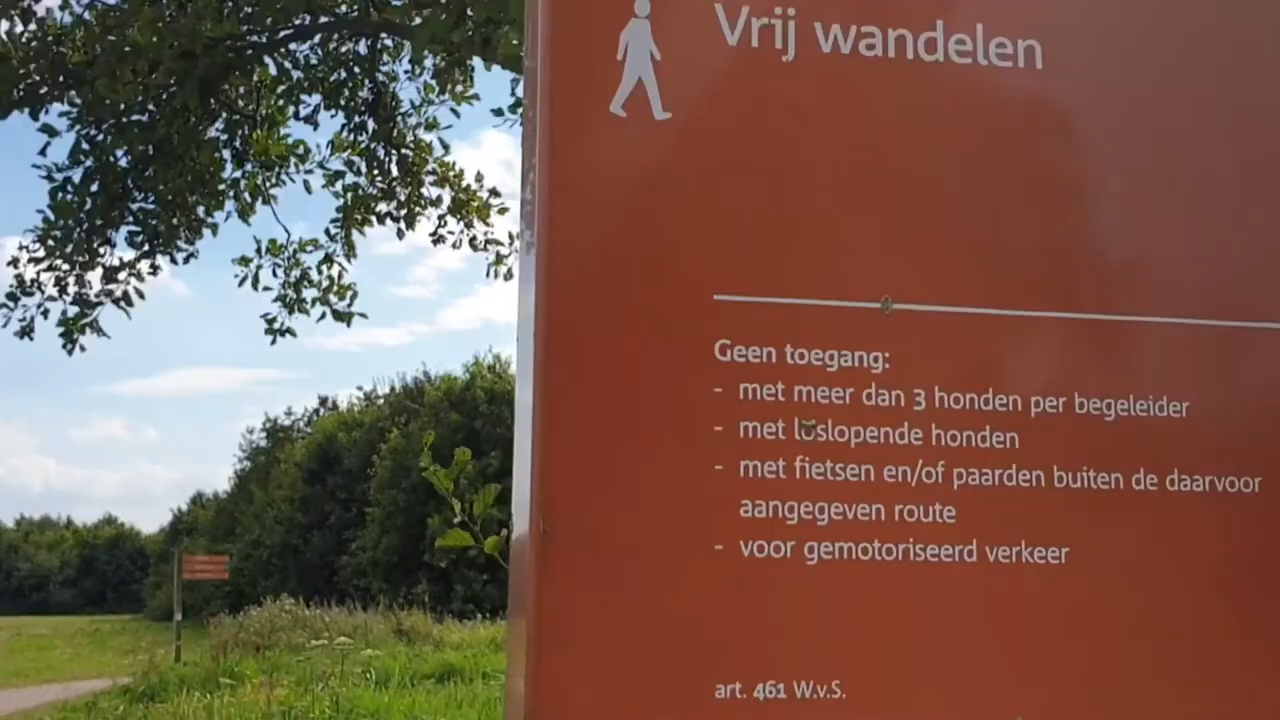 Vrij wandelen
Geen toegang:
- met meer dan 3 honden per begeleider
- met loslopende honden
- met fietsen en/of paarden buiten de daarvoor
aangegeven route
- voor gemotoriseerd verkeer
art. 461 W.v.S.